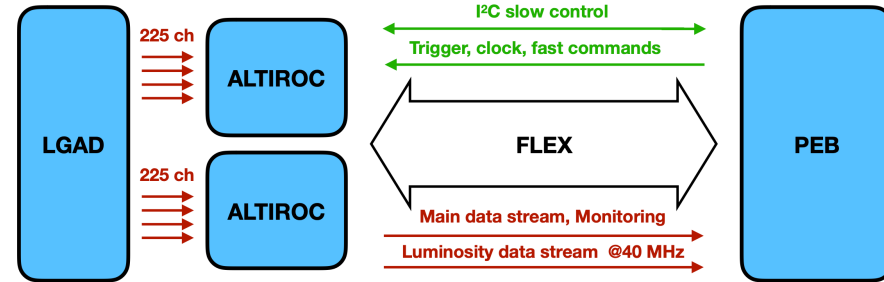 I²C slow control
225 ch
Trigger, clock, fast commands
ALTIROC
LGAD
FLEX
PEB
225 ch
ALTIROC
Main data stream, Monitoring
Luminosity data stream @40 MHz